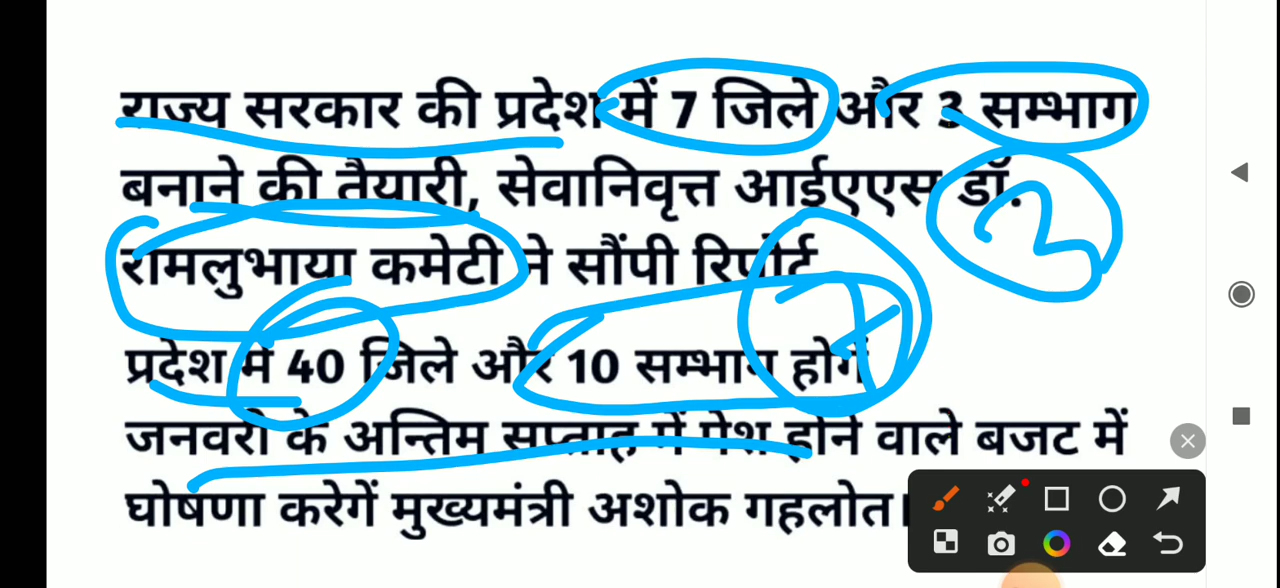 राज्य सरकार की प्रदेश में 7 जिले और 3 सम्भाग
बनाने की तैयारी, सेवानिवृत्त आईएएस डॉ.
रामलुभाया कमेटी ने सौंपी रिपोर्ट
प्रदेश में 40 जिले और 10 सम्भाग होगें
जनवरी के अन्तिम सप्ताह में पेश होने वाले बजट में
घोषणा करेगें मुख्यमंत्री अशोक गहलोत।